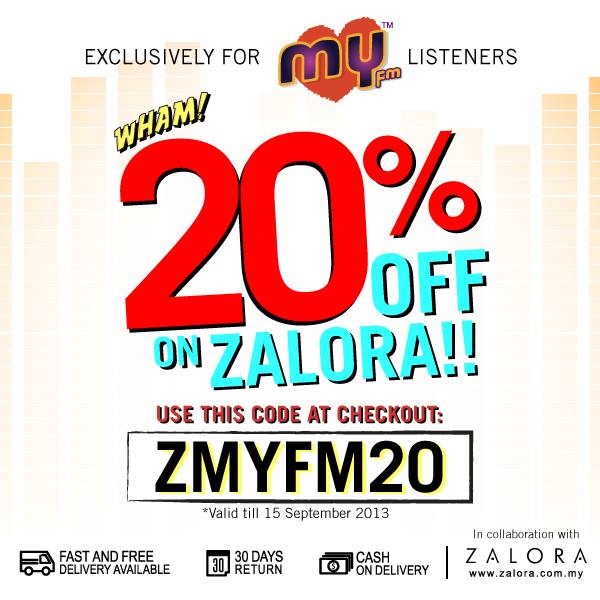 EXCLUSIVELY FOR MY FM™ LISTENERS
WHAM!
20%
OFF
ON ZALORA!!
USE THIS CODE AT CHECKOUT:
ZMYFM20
*Valid till 15 September 2013
In collaboration with
FAST AND FREE
DELIVERY AVAILABLE
30
30 DAYS
RETURN
$
CASH
ON DELIVERY
ZALORA
www.zalora.com.my